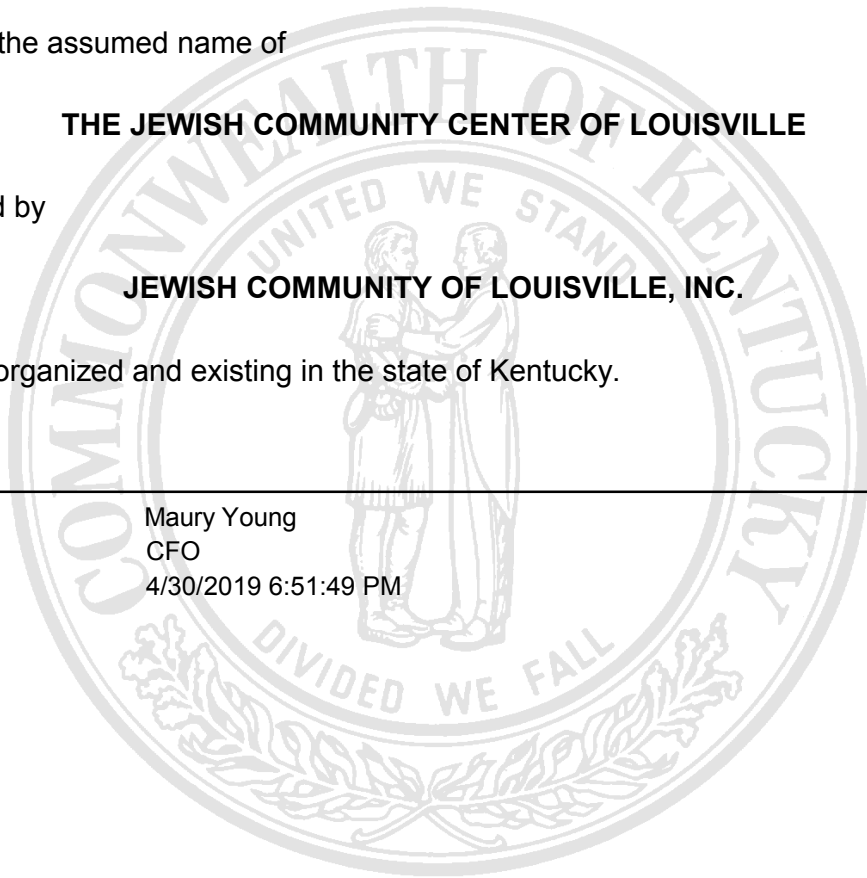 the assumed name of
THE JEWISH COMMUNITY CENTER OF LOUISVILLE
by
JEWISH COMMUNITY OF LOUISVILLE, INC.
organized and existing in the state of Kentucky.
Maury Young
CFO
4/30/2019 6:51:49 PM
COMMONWEALTH OF KENTUCKY
UNITED WE STAND
DIVIDED WE FALL